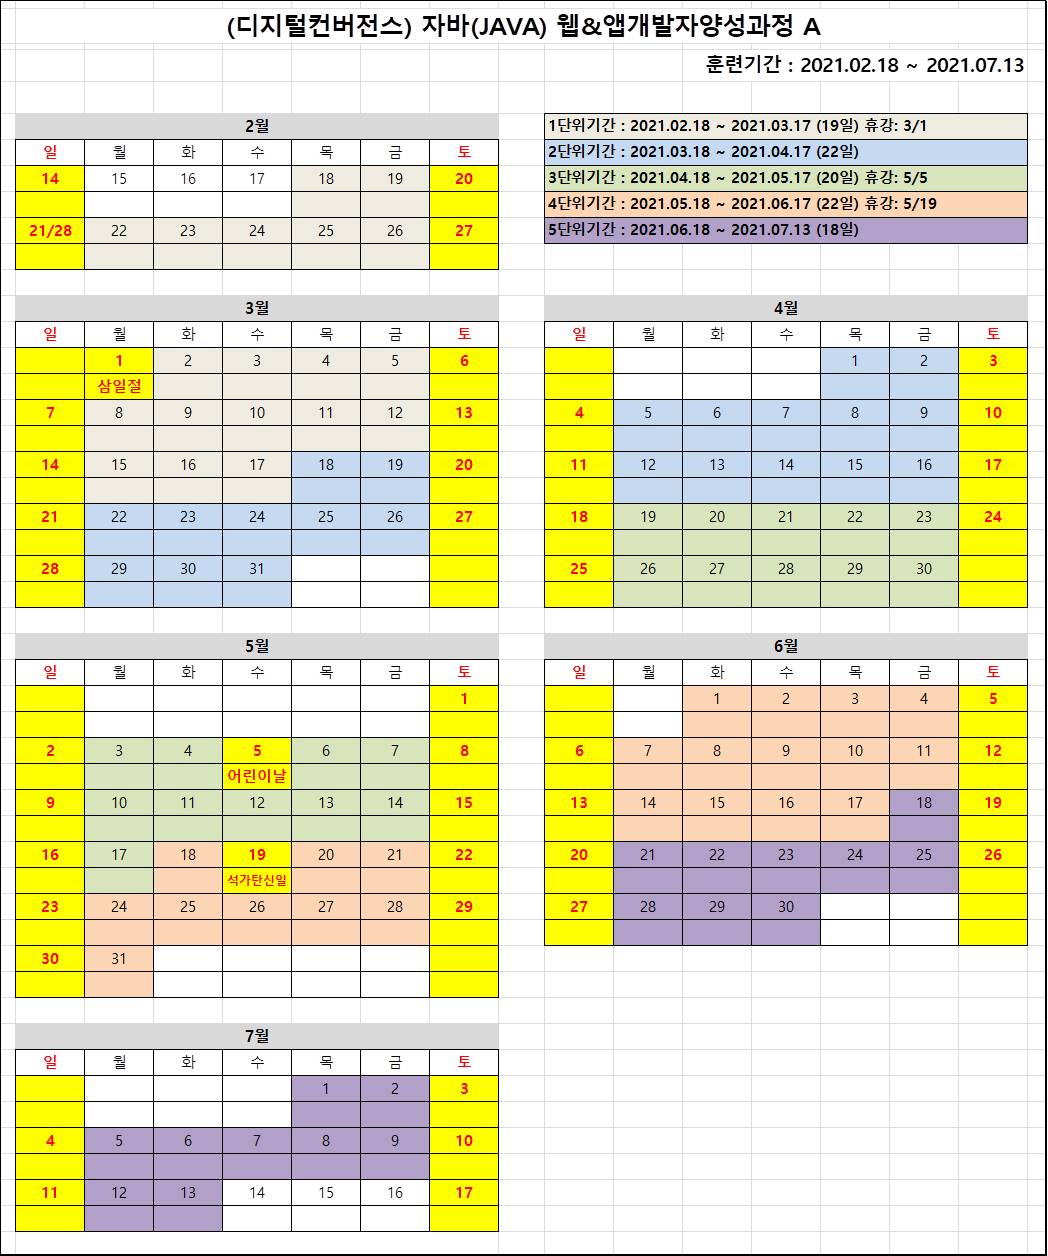 (디지털컨버전스) 자바(JAVA) 웹&앱개발자양성과정 A
훈련기간 : 2021.02.18 ~ 2021.07.13
1단위기간 : 2021.02.18 ~ 2021.03.17 (19일) 휴강: 3/1
2단위기간 : 2021.03.18 ~ 2021.04.17 (22일)
3단위기간 : 2021.04.18 ~ 2021.05.17 (20일) 휴강: 5/5
4단위기간 : 2021.05.18 ~ 2021.06.17 (22일) 휴강: 5/19
5단위기간 : 2021.06.18 ~ 2021.07.13 (18일)
2월
일 월 화 수 목 금 토
14 15 16 17 18 19 20
21/28 22 23 24 25 26 27
3월
일 월 화 수 목 금 토
1 2 3 4 5 6
삼일절
7 8 9 10 11 12 13
14 15 16 17 18 19 20
21 22 23 24 25 26 27
28 29 30 31
4월
일 월 화 수 목 금 토
1 2 3
4 5 6 7 8 9 10
11 12 13 14 15 16 17
18 19 20 21 22 23 24
25 26 27 28 29 30
5월
일 월 화 수 목 금 토
1
2 3 4 5 6 7 8
어린이날
9 10 11 12 13 14 15
16 17 18 19 20 21 22
석가탄신일
23 24 25 26 27 28 29
30 31
6월
일 월 화 수 목 금 토
1 2 3 4 5
6 7 8 9 10 11 12
13 14 15 16 17 18 19
20 21 22 23 24 25 26
27 28 29 30
7월
일 월 화 수 목 금 토
1 2 3
4 5 6 7 8 9 10
11 12 13 14 15 16 17